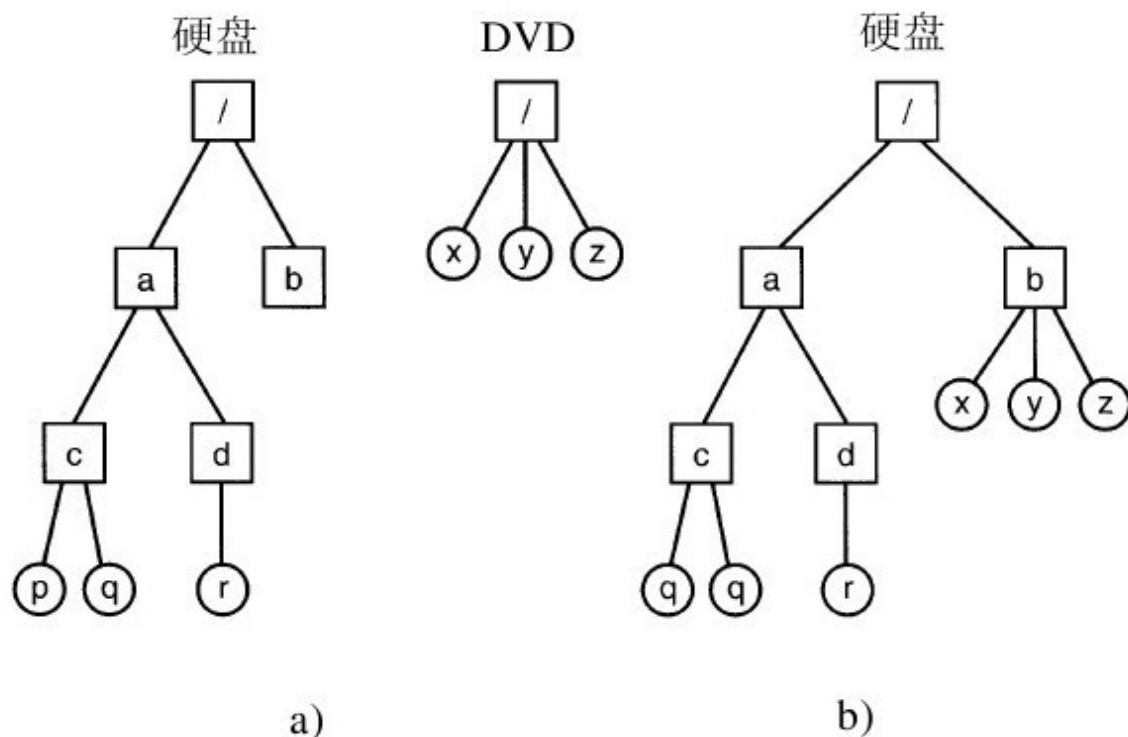 硬盘 DVD 硬盘
/ / /
x y z
a b a b
x y z
c d c d
p q r q q r
a) b)